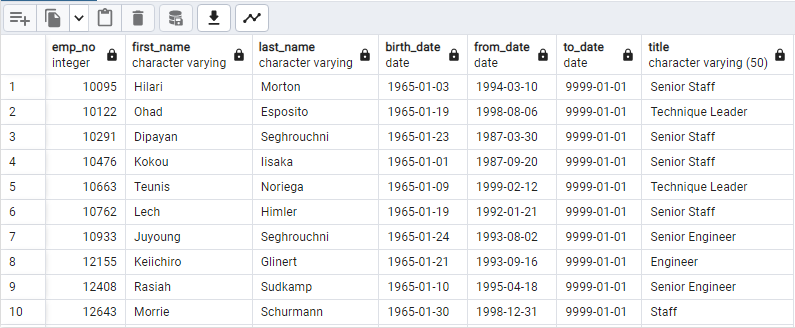 emp_no first_name last_name birth_date from_date to_date title
integer character varying character varying date date date character varying (50)
1 10095 Hilari Morton 1965-01-03 1994-03-10 9999-01-01 Senior Staff
2 10122 Ohad Esposito 1965-01-19 1998-08-06 9999-01-01 Technique Leader
3 10291 Dipayan Seghrouchni 1965-01-23 1987-03-30 9999-01-01 Senior Staff
4 10476 Kokou Iisaka 1965-01-01 1987-09-20 9999-01-01 Senior Staff
5 10663 Teunis Noriega 1965-01-09 1999-02-12 9999-01-01 Technique Leader
6 10762 Lech Himler 1965-01-19 1992-01-21 9999-01-01 Senior Staff
7 10933 Juyoung Seghrouchni 1965-01-24 1993-08-02 9999-01-01 Senior Engineer
8 12155 Keiichiro Glinert 1965-01-21 1993-09-16 9999-01-01 Engineer
9 12408 Rasiah Sudkamp 1965-01-10 1995-04-18 9999-01-01 Senior Engineer
10 12643 Morrie Schurmann 1965-01-30 1998-12-31 9999-01-01 Staff